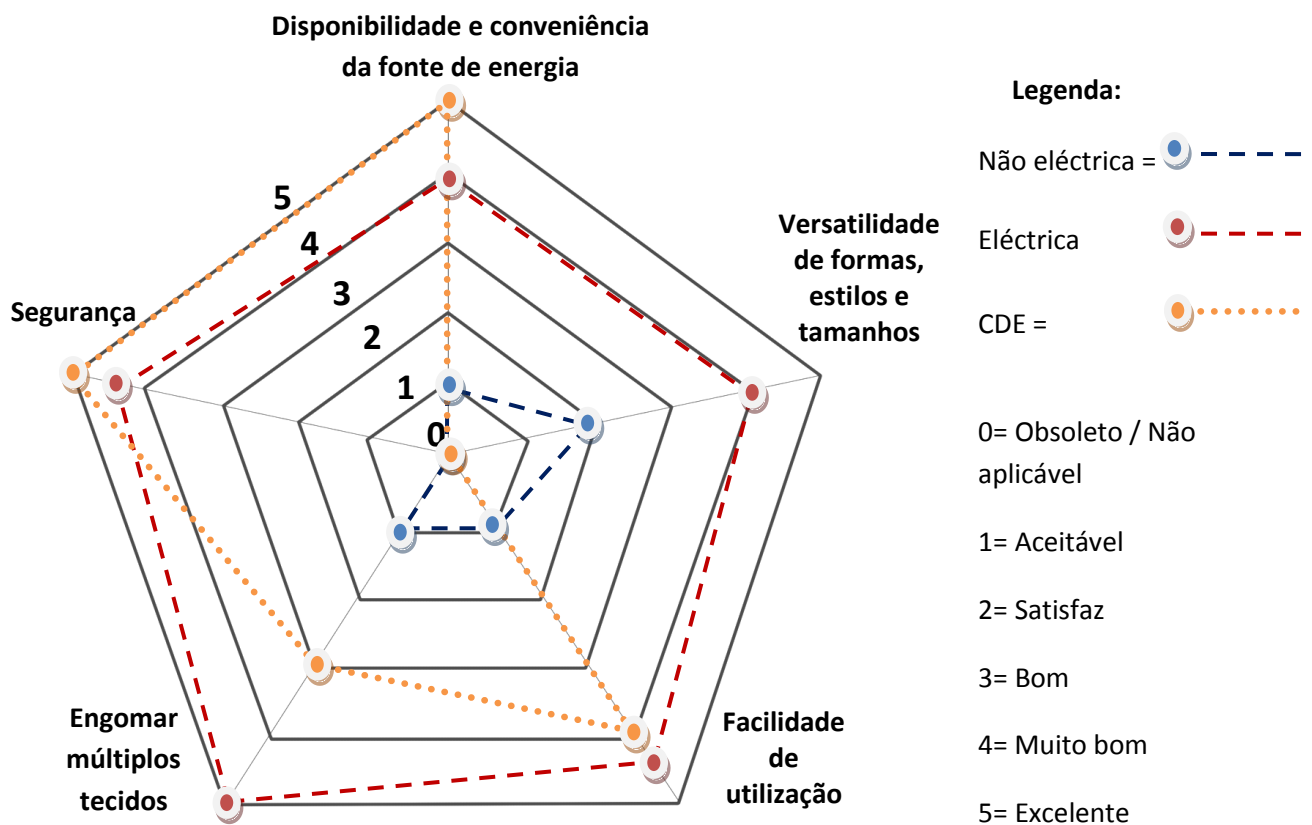 Disponibilidade e conveniência
da fonte de energia
Legenda:
Não eléctrica =
Eléctrica
CDE =
Versatilidade
de formas,
estilos e
tamanhos
5
4
3
2
1
0
Segurança
0= Obsoleto / Não
aplicável
1= Aceitável
2= Satisfaz
3= Bom
4= Muito bom
5= Excelente
Engomar
múltiplos
tecidos
Facilidade
de
utilização